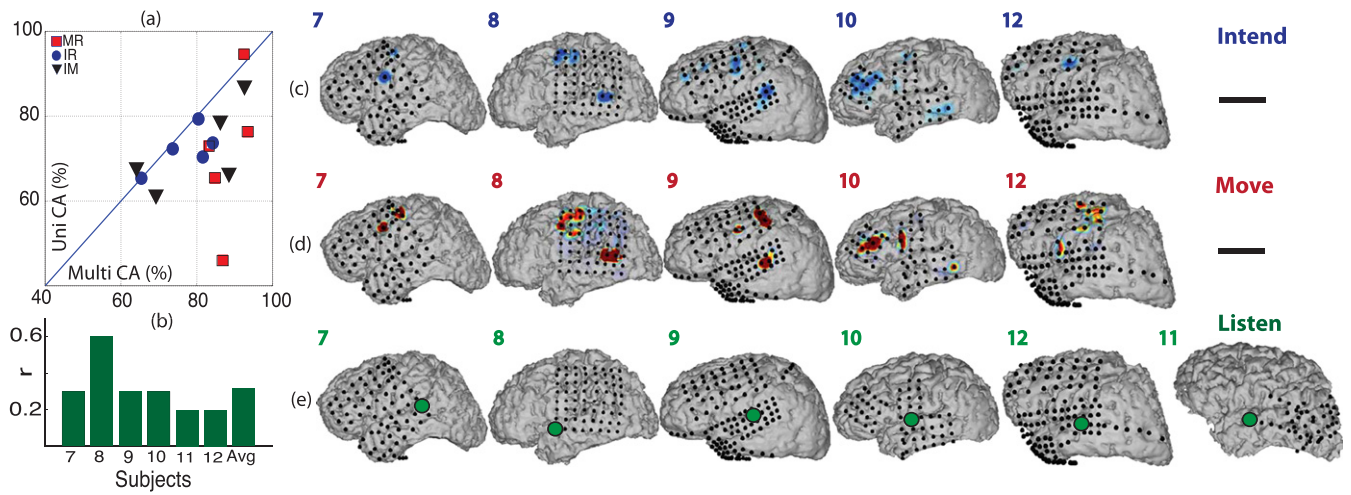 (a)
100
80
60
40
60
80
100
MR
IR
IM
Uni CA (%)
Multi CA (%)
(b)
0.6
0.2
r
7 8 9 10 11 12 Avg
Subjects
7 8 9 10 12
Intend
(c)
7 8 9 10 12
Move
(d)
7 8 9 10 12 11
Listen
(e)